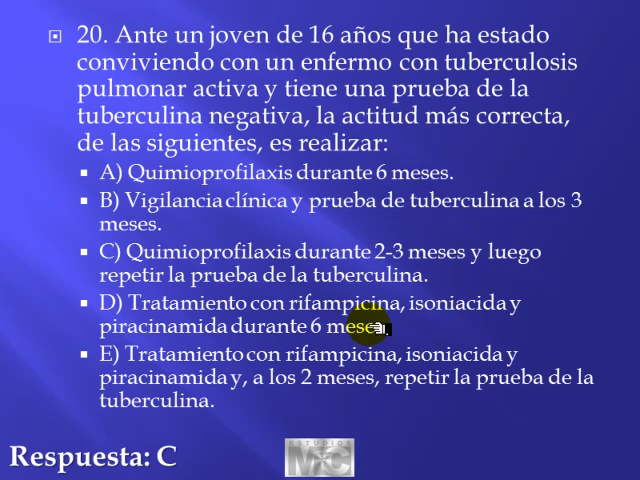 20. Ante un joven de 16 años que ha estado
conviviendo con un enfermo con tuberculosis
pulmonar activa y tiene una prueba de la
tuberculina negativa, la actitud más correcta,
de las siguientes, es realizar:
A) Quimioprofilaxis durante 6 meses.
B) Vigilancia clínica y prueba de tuberculina a los 3
meses.
C) Quimioprofilaxis durante 2-3 meses y luego
repetir la prueba de la tuberculina.
D) Tratamiento con rifampicina, isoniacida y
piracinamida durante 6 meses.
E) Tratamiento con rifampicina, isoniacida y
piracinamida y, a los 2 meses, repetir la prueba de la
tuberculina.
Respuesta: C
ESTUDIOS
MC